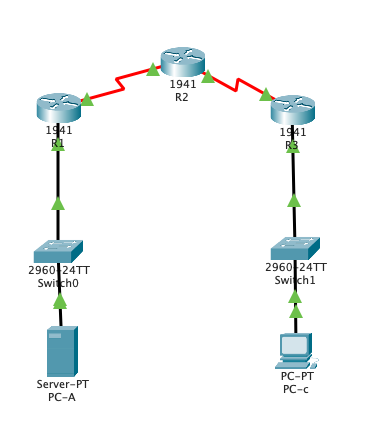 1941
R2
1941
R1
1941
R3
2960-24TT
Switch0
2960-24TT
Switch1
Server-PT
PC-A
PC-PT
PC-c